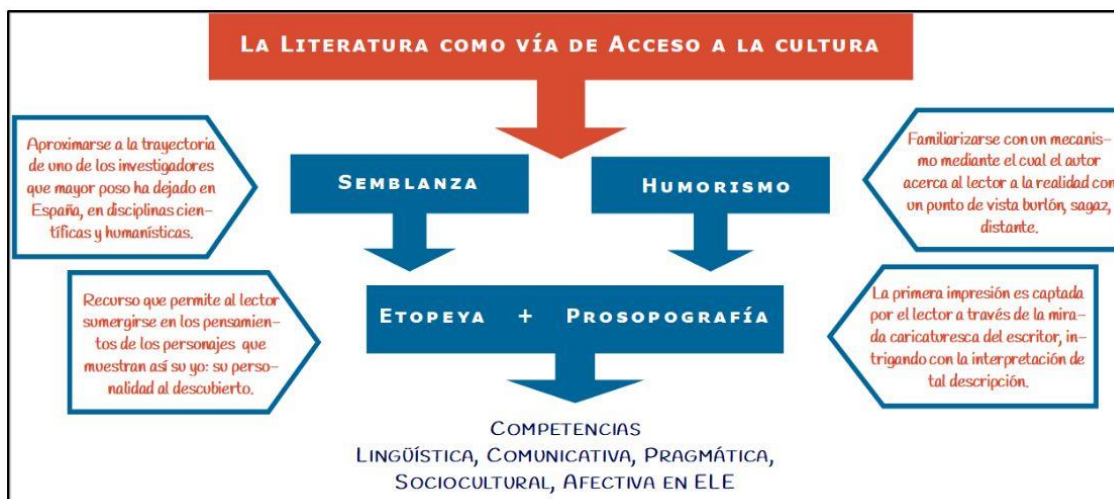 LA LITERATURA COMO VÍA DE ACCESO A LA CULTURA
Aproximarse a la trayectoria
de uno de los investigadores
que mayor poso ha dejado en
España, en disciplinas cien-
tíficas y humanísticas.
SEMBLANZA
HUMORISMO
Familiarizarse con un mecanis-
mo mediante el cual el autor
acerca al lector a la realidad con
un punto de vista burlón, sagaz,
distante.
Recurso que permite al lector
sumergirse en los pensamien-
tos de los personajes que
muestran así su yo: su perso-
nalidad al descubierto.
ETOPEYA + PROSOPOGRAFÍA
La primera impresión es captada
por el lector a través de la mira-
da caricaturesca del escritor, in-
trigando con la interpretación de
tal descripción.
COMPETENCIAS
LINGÜÍSTICA, COMUNICATIVA, PRAGMÁTICA,
SOCIOCULTURAL, AFECTIVA EN ELE